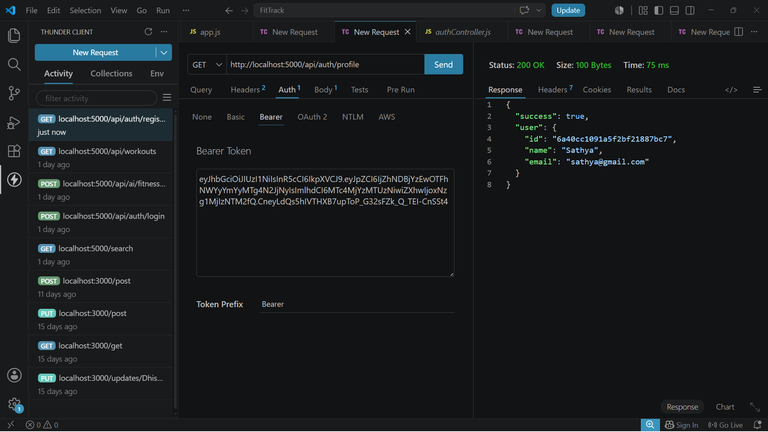 File Edit Selection View Go Run ··· FitTrack Update
THUNDER CLIENT
New Request
Activity Collections Env
filter activity
GET localhost:5000/api/auth/regis...
just now
GET localhost:5000/api/workouts
1 day ago
POST localhost:5000/api/ai/fitness...
1 day ago
POST localhost:5000/api/auth/login
1 day ago
GET localhost:5000/search
1 day ago
POST localhost:3000/post
11 days ago
PUT localhost:3000/post
15 days ago
GET localhost:3000/get
15 days ago
PUT localhost:3000/updates/Dhis...
15 days ago
JS app.js TC New Request TC New Request JS authController.js TC New Request TC New Request TC New Reque
GET http://localhost:5000/api/auth/profile Send
Query Headers 2 Auth 1 Body 1 Tests Pre Run
None Basic Bearer OAuth 2 NTLM AWS
Bearer Token
Token Prefix Bearer
Status: 200 OK Size: 100 Bytes Time: 75 ms
Response Headers 7 Cookies Results Docs
1 {
2 "success": true,
3 "user": {
4 "id": "6a40cc1091a5f2bf21887bc7",
5 "name": "Sathya",
6 "email": "sathya@gmail.com"
7 }
8 }
Response Chart
1
0 0 Sign In Go Live